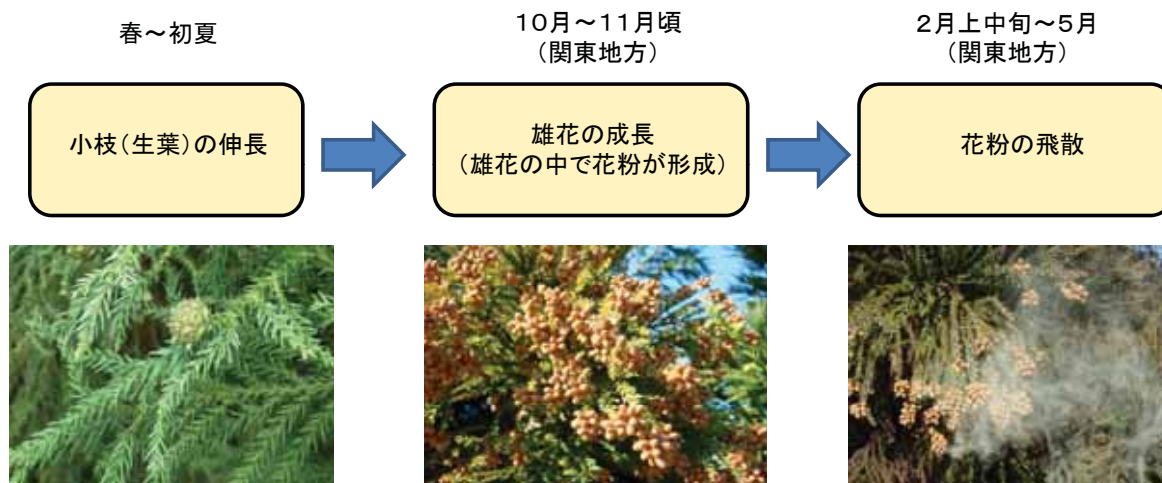 春～初夏
10月～11月頃
（関東地方）
2月上中旬～5月
（関東地方）
小枝（生葉）の伸長
雄花の成長
（雄花の中で花粉が形成）
花粉の飛散